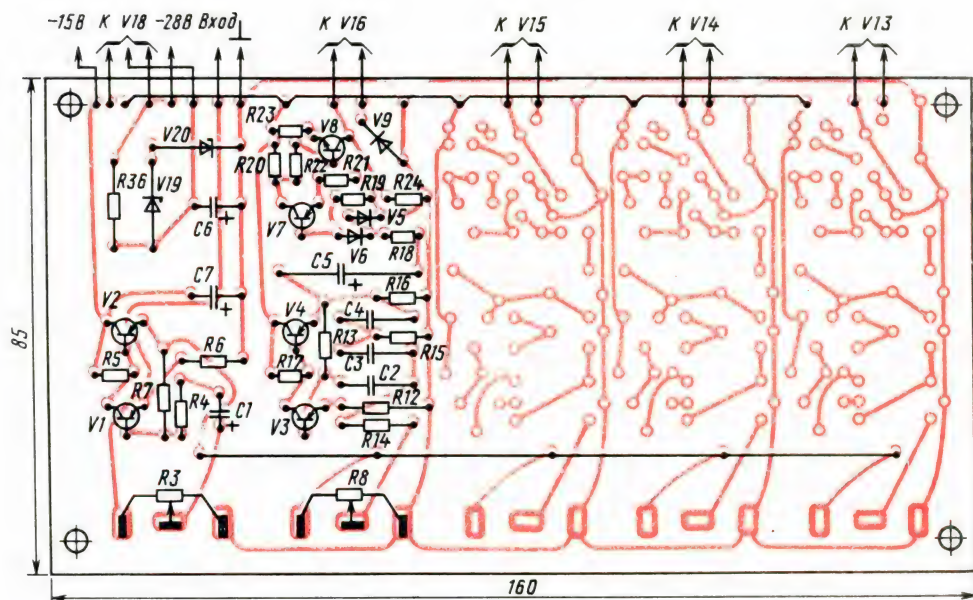 -15В К V18 -28В Вход ⊥ К V16 К V15 К V14 К V13
R23 V8 V9
V20
R20 R22 R21
R36 V19 R19 R24
C6 V7 V5
V6 R18
C5
C7 R16
V2 V4 C4
R13
R6 R15
R5 R17 C3
C2
R7 R4 R12
V1 C1 V3
R14
R3 R8
85
160